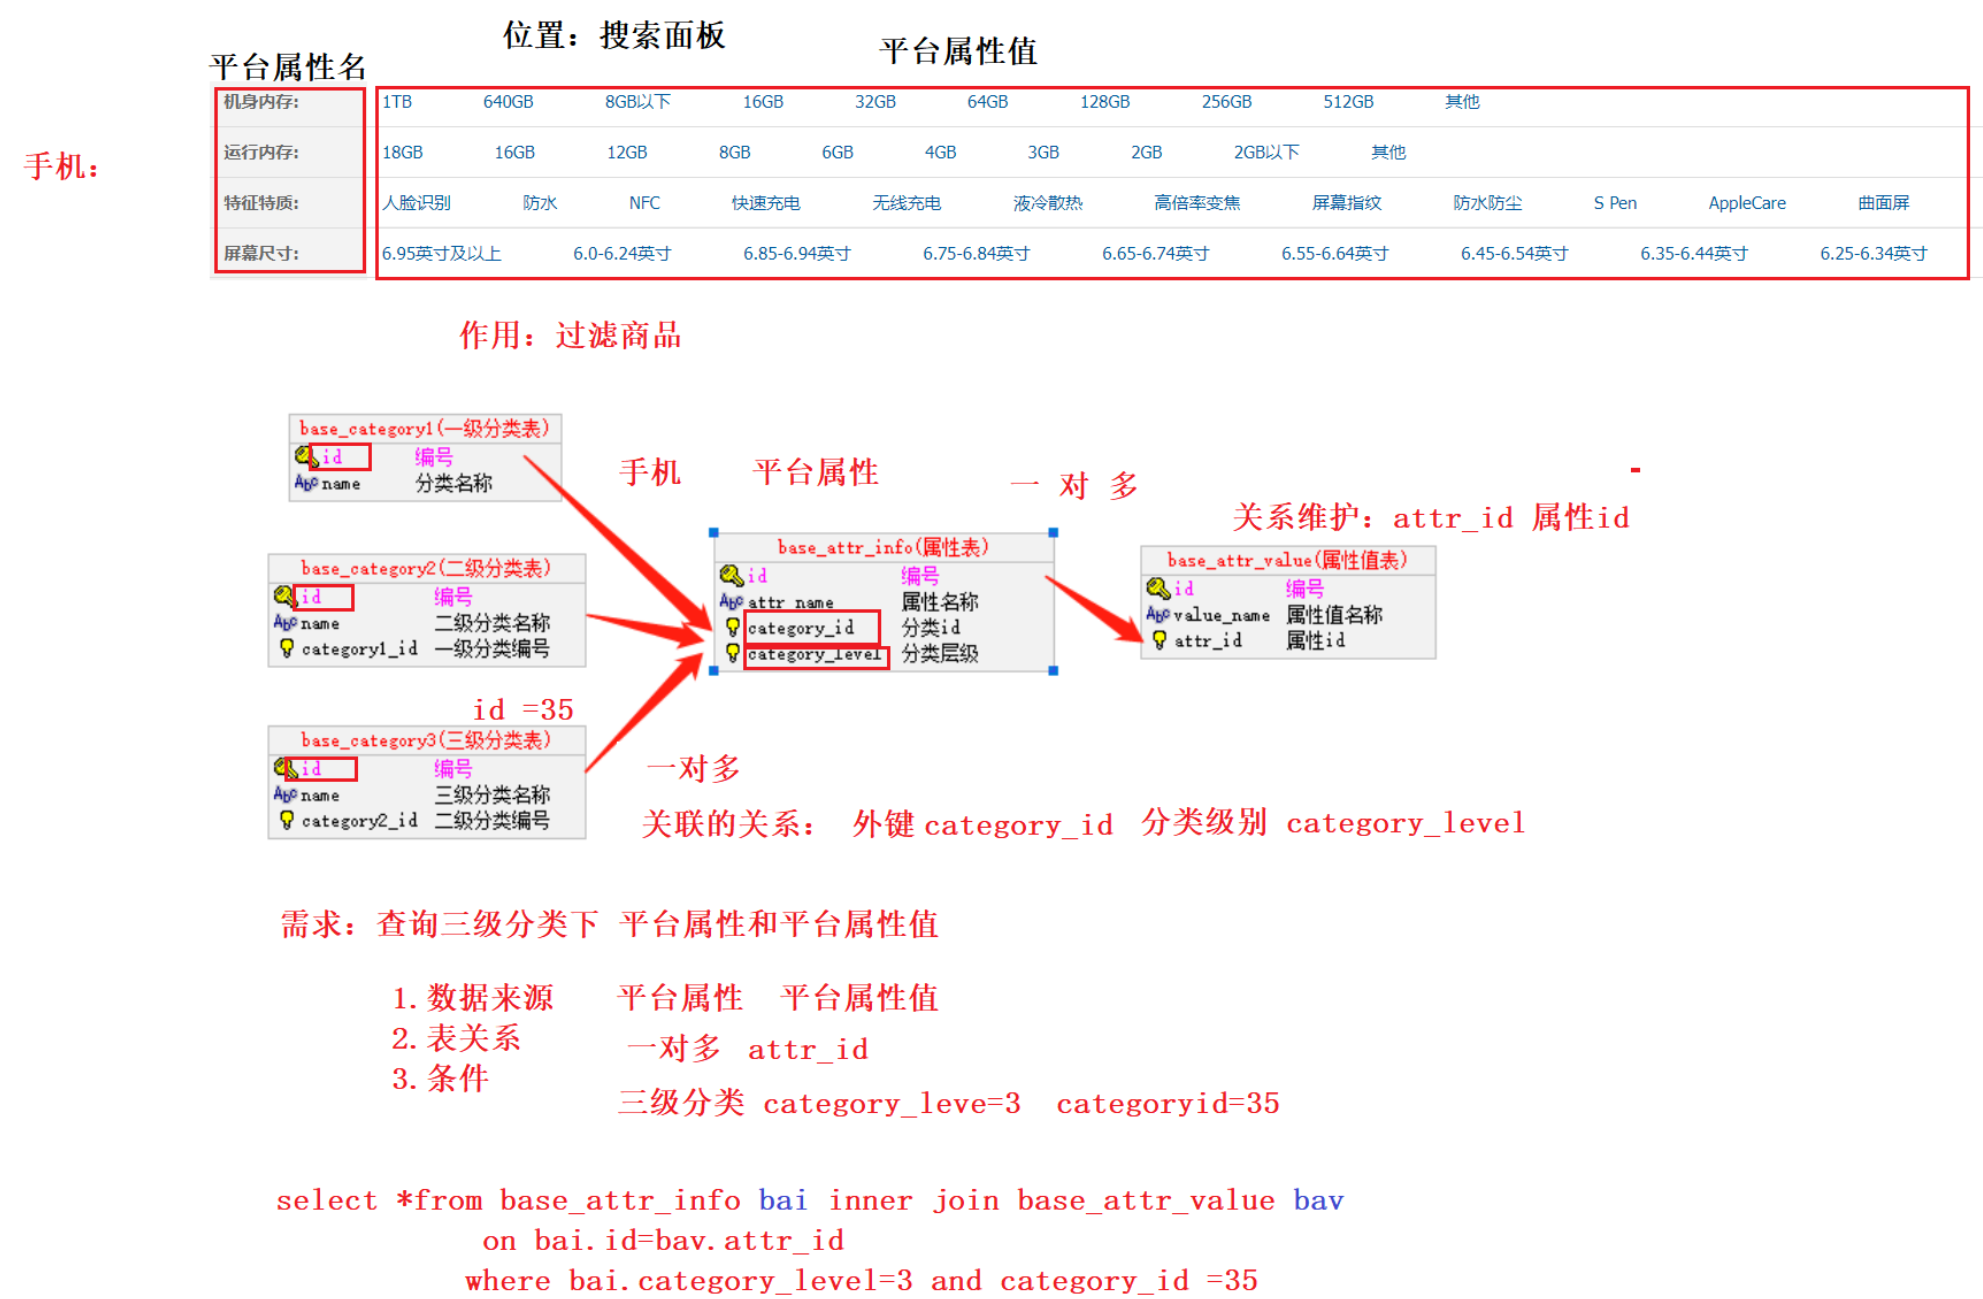 位置：搜索面板
平台属性值
平台属性名
机身内存: 1TB 640GB 8GB以下 16GB 32GB 64GB 128GB 256GB 512GB 其他
手机：
运行内存: 18GB 16GB 12GB 8GB 6GB 4GB 3GB 2GB 2GB以下 其他
特征特质: 人脸识别 防水 NFC 快速充电 无线充电 液冷散热 高倍率变焦 屏幕指纹 防水防尘 S Pen AppleCare 曲面屏
屏幕尺寸: 6.95英寸及以上 6.0-6.24英寸 6.85-6.94英寸 6.75-6.84英寸 6.65-6.74英寸 6.55-6.64英寸 6.45-6.54英寸 6.35-6.44英寸 6.25-6.34英寸
作用：过滤商品
base_category1(一级分类表)
id 编号
Abc name 分类名称
手机 平台属性
一 对 多
关系维护：attr_id 属性id
base_category2(二级分类表)
id 编号
Abc name 二级分类名称
category1_id 一级分类编号
base_attr_info(属性表)
id 编号
Abc attr_name 属性名称
category_id 分类id
category_level 分类层级
base_attr_value(属性值表)
id 编号
Abc value_name 属性值名称
attr_id 属性id
id =35
base_category3(三级分类表)
id 编号
Abc name 三级分类名称
category2_id 二级分类编号
一对多
关联的关系： 外键category_id 分类级别 category_level
需求：查询三级分类下 平台属性和平台属性值
1.数据来源 平台属性 平台属性值
2.表关系 一对多 attr_id
3.条件
三级分类 category_leve=3 categoryid=35
select *from base_attr_info bai inner join base_attr_value bav
on bai.id=bav.attr_id
where bai.category_level=3 and category_id =35